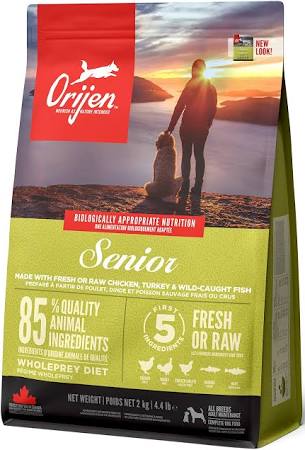 NEW
LOOK!
Orijen
NOURISH AS NATURE INTENDED
BIOLOGICALLY APPROPRIATE NUTRITION
UNE ALIMENTATION BIOLOGIQUEMENT ADAPTÉE
Senior
MADE WITH FRESH OR RAW CHICKEN, TURKEY & WILD-CAUGHT FISH
PRÉPARÉ À PARTIR DE POULET, DINDE ET POISSON SAUVAGE FRAIS OU CRUS
85% QUALITY
ANIMAL
INGREDIENTS
INGRÉDIENTS D'ORIGINE ANIMALE DE QUALITÉ
WHOLEPREY DIET
RÉGIME WHOLEPREY
FIRST
5
INGREDIENTS
FRESH
OR RAW
NET WEIGHT | POIDS NET 2 kg | 4.4 lb
ALL BREEDS